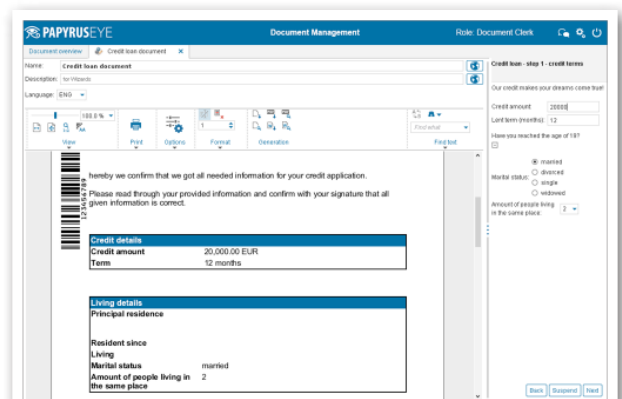 PAPYRUSEYE
Document Management
Role: Document Clerk
Document overview
Credit loan document ×
Name: Credit loan document
Description: for Wizards
Language: ENG
100.0 %
1
Find what
View
Print
Options
Format
Generation
Find text
123456789
hereby we confirm that we got all needed information for your credit application.
Please read through your provided information and confirm with your signature that all
given information is correct.
Credit details
Credit amount 20,000.00 EUR
Term 12 months
Living details
Principal residence
Resident since
Living
Marital status married
Amount of people living in 2
the same place
Credit loan - step 1 - credit terms
Our credit makes your dreams come true!
Credit amount: 20000
Lent term (months): 12
Have you reached the age of 18?
married
divorced
Marital status:
single
widowed
Amount of people living
in the same place: 2
Back Suspend Next